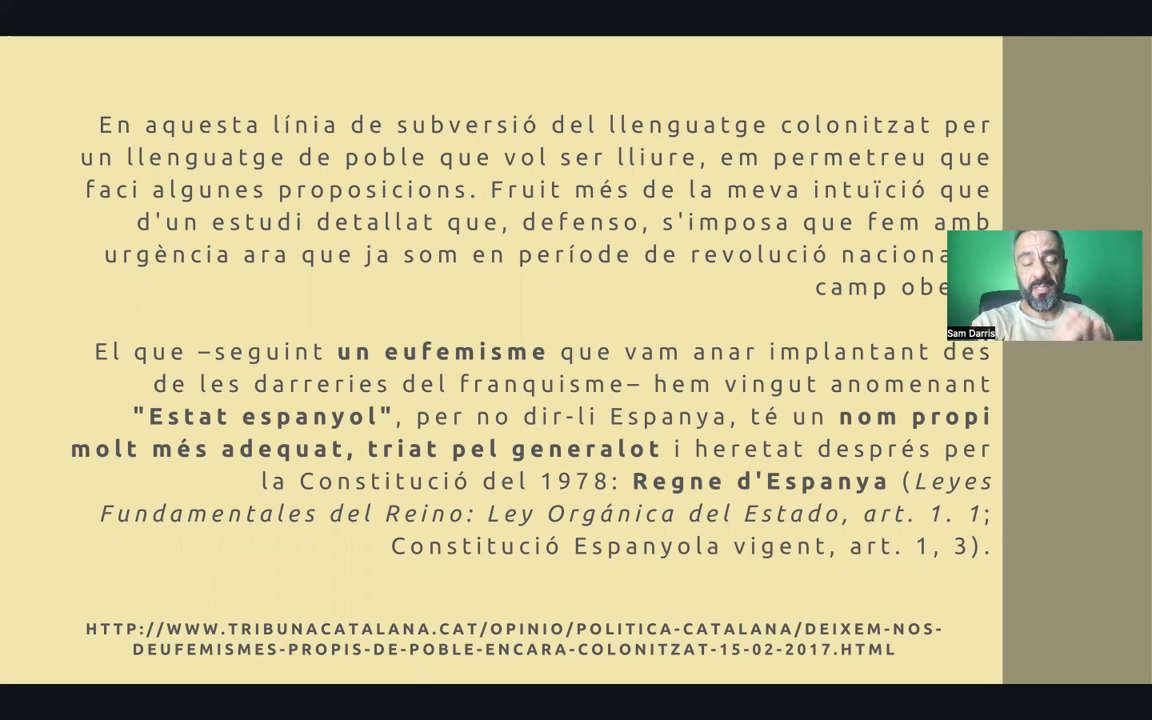 En aquesta línia de subversió del llenguatge colonitzat per
un llenguatge de poble que vol ser lliure, em permetreu que
faci algunes proposicions. Fruit més de la meva intuïció que
d'un estudi detallat que, defenso, s'imposa que fem amb
urgència ara que ja som en període de revolució
camp
El que –seguint un eufemisme que vam anar implantant des
de les darreries del franquisme– hem vingut anomenant
"Estat espanyol", per no dir-li Espanya, té un nom propi
molt més adequat, triat pel generalot i heretat després per
la Constitució del 1978: Regne d'Espanya (Leyes
Fundamentales del Reino: Ley Orgánica del Estado, art. 1. 1;
Constitució Espanyola vigent, art. 1, 3).
HTTP://WWW.TRIBUNACATALANA.CAT/OPINIO/POLITICA-CATALANA/DEIXEM-NOS-
DEUFEMISMES-PROPIS-DE-POBLE-ENCARA-COLONITZAT-15-02-2017.HTML
Sam Darris